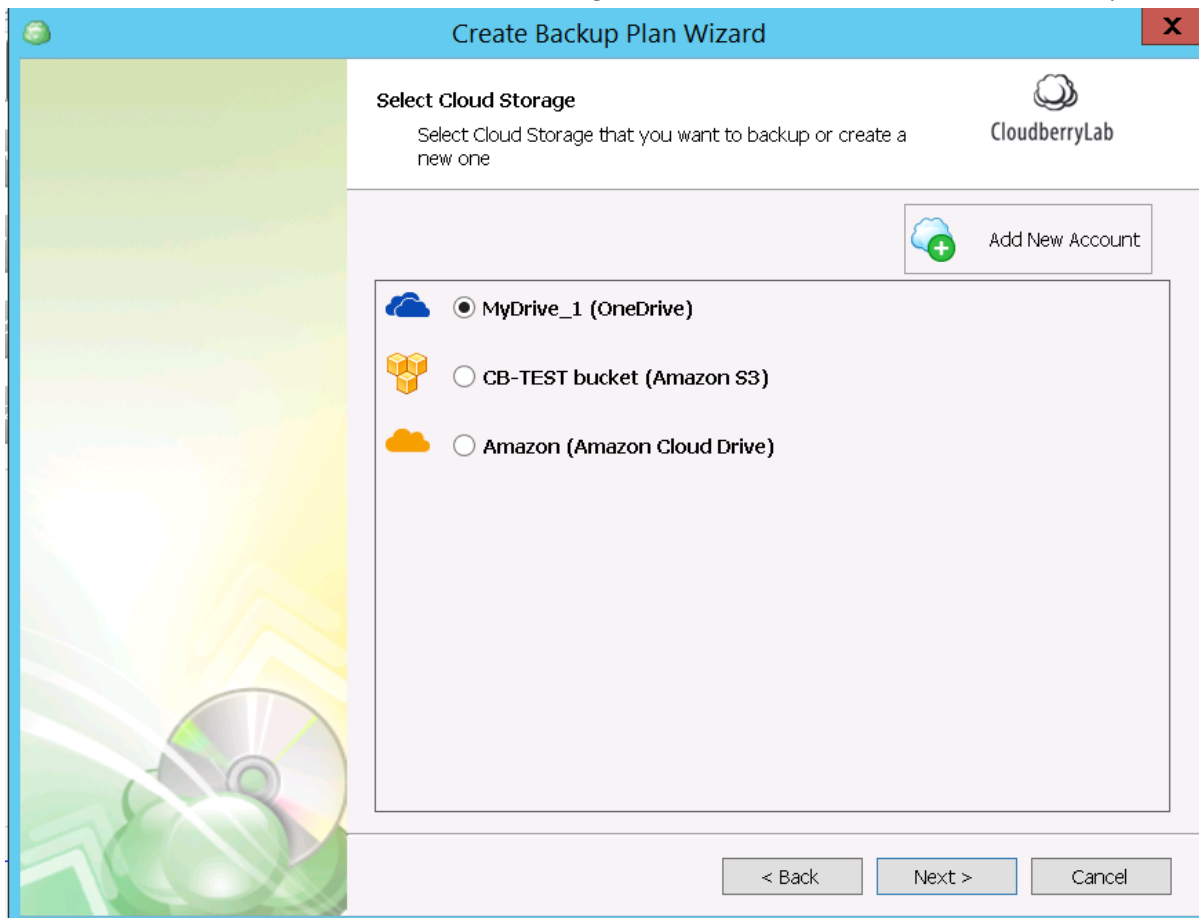 Create Backup Plan Wizard
X
Select Cloud Storage
Select Cloud Storage that you want to backup or create a
new one
CloudberryLab
Add New Account
MyDrive_1 (OneDrive)
CB-TEST bucket (Amazon S3)
Amazon (Amazon Cloud Drive)
< Back Next > Cancel